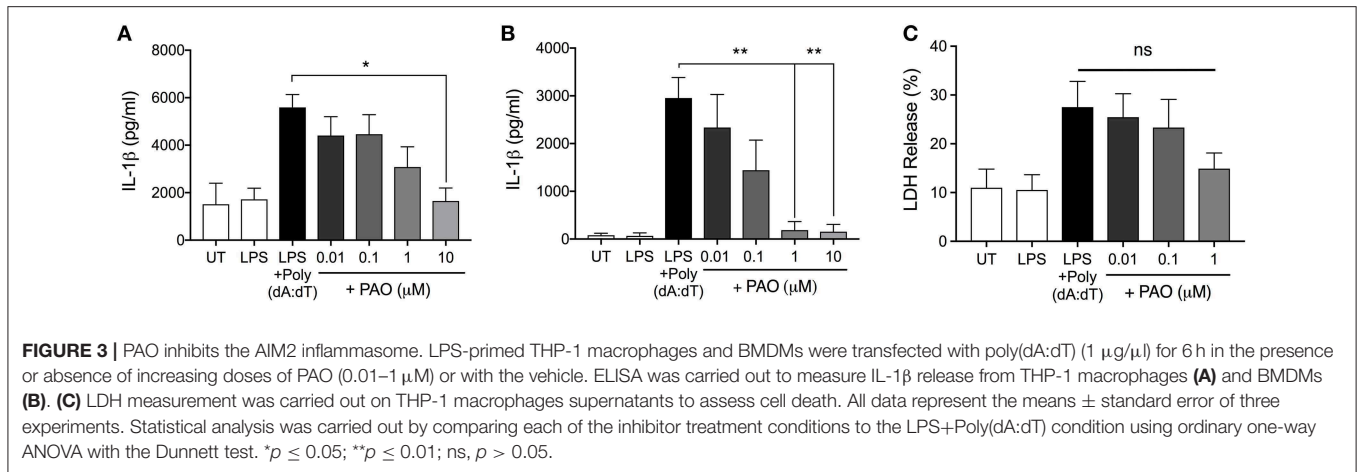 A
B
C
8000
6000
4000
2000
0
IL-1β (pg/ml)
*
UT
LPS
LPS
+Poly
(dA:dT)
0.01
0.1
1
10
+ PAO (μM)
4000
3000
2000
1000
0
IL-1β (pg/ml)
**
**
UT
LPS
LPS
+Poly
(dA:dT)
0.01
0.1
1
10
+ PAO (μM)
40
30
20
10
0
LDH Release (%)
ns
UT
LPS
LPS
+Poly
(dA:dT)
0.01
0.1
1
+ PAO (μM)
FIGURE 3 | PAO inhibits the AIM2 inflammasome. LPS-primed THP-1 macrophages and BMDMs were transfected with poly(dA:dT) (1 μg/μl) for 6 h in the presence
or absence of increasing doses of PAO (0.01–1 μM) or with the vehicle. ELISA was carried out to measure IL-1β release from THP-1 macrophages (A) and BMDMs
(B). (C) LDH measurement was carried out on THP-1 macrophages supernatants to assess cell death. All data represent the means ± standard error of three
experiments. Statistical analysis was carried out by comparing each of the inhibitor treatment conditions to the LPS+Poly(dA:dT) condition using ordinary one-way
ANOVA with the Dunnett test. *p ≤ 0.05; **p ≤ 0.01; ns, p > 0.05.